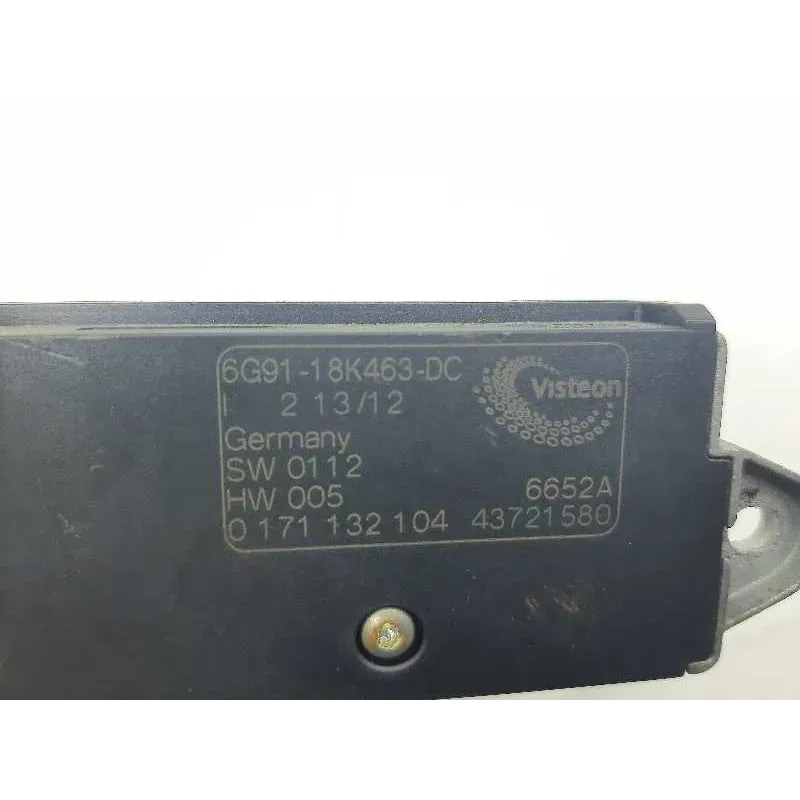 6G91-18K463-DC
Visteon
I 2 13/12
Germany
SW 0112
HW 005 6652A
0 171 132 104 43721580